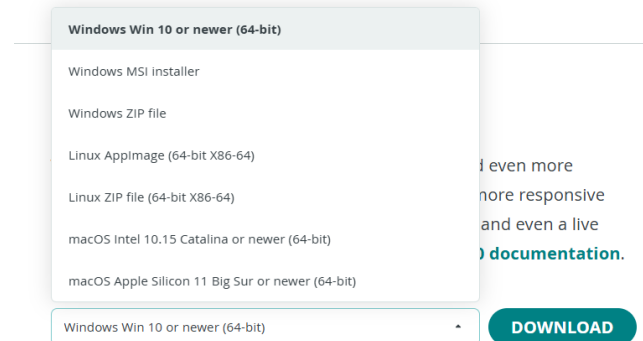 Windows Win 10 or newer (64-bit)
Windows MSI installer
Windows ZIP file
Linux AppImage (64-bit X86-64)
even more
Linux ZIP file (64-bit X86-64)
more responsive
and even a live
macOS Intel 10.15 Catalina or newer (64-bit)
documentation.
macOS Apple Silicon 11 Big Sur or newer (64-bit)
Windows Win 10 or newer (64-bit)
DOWNLOAD